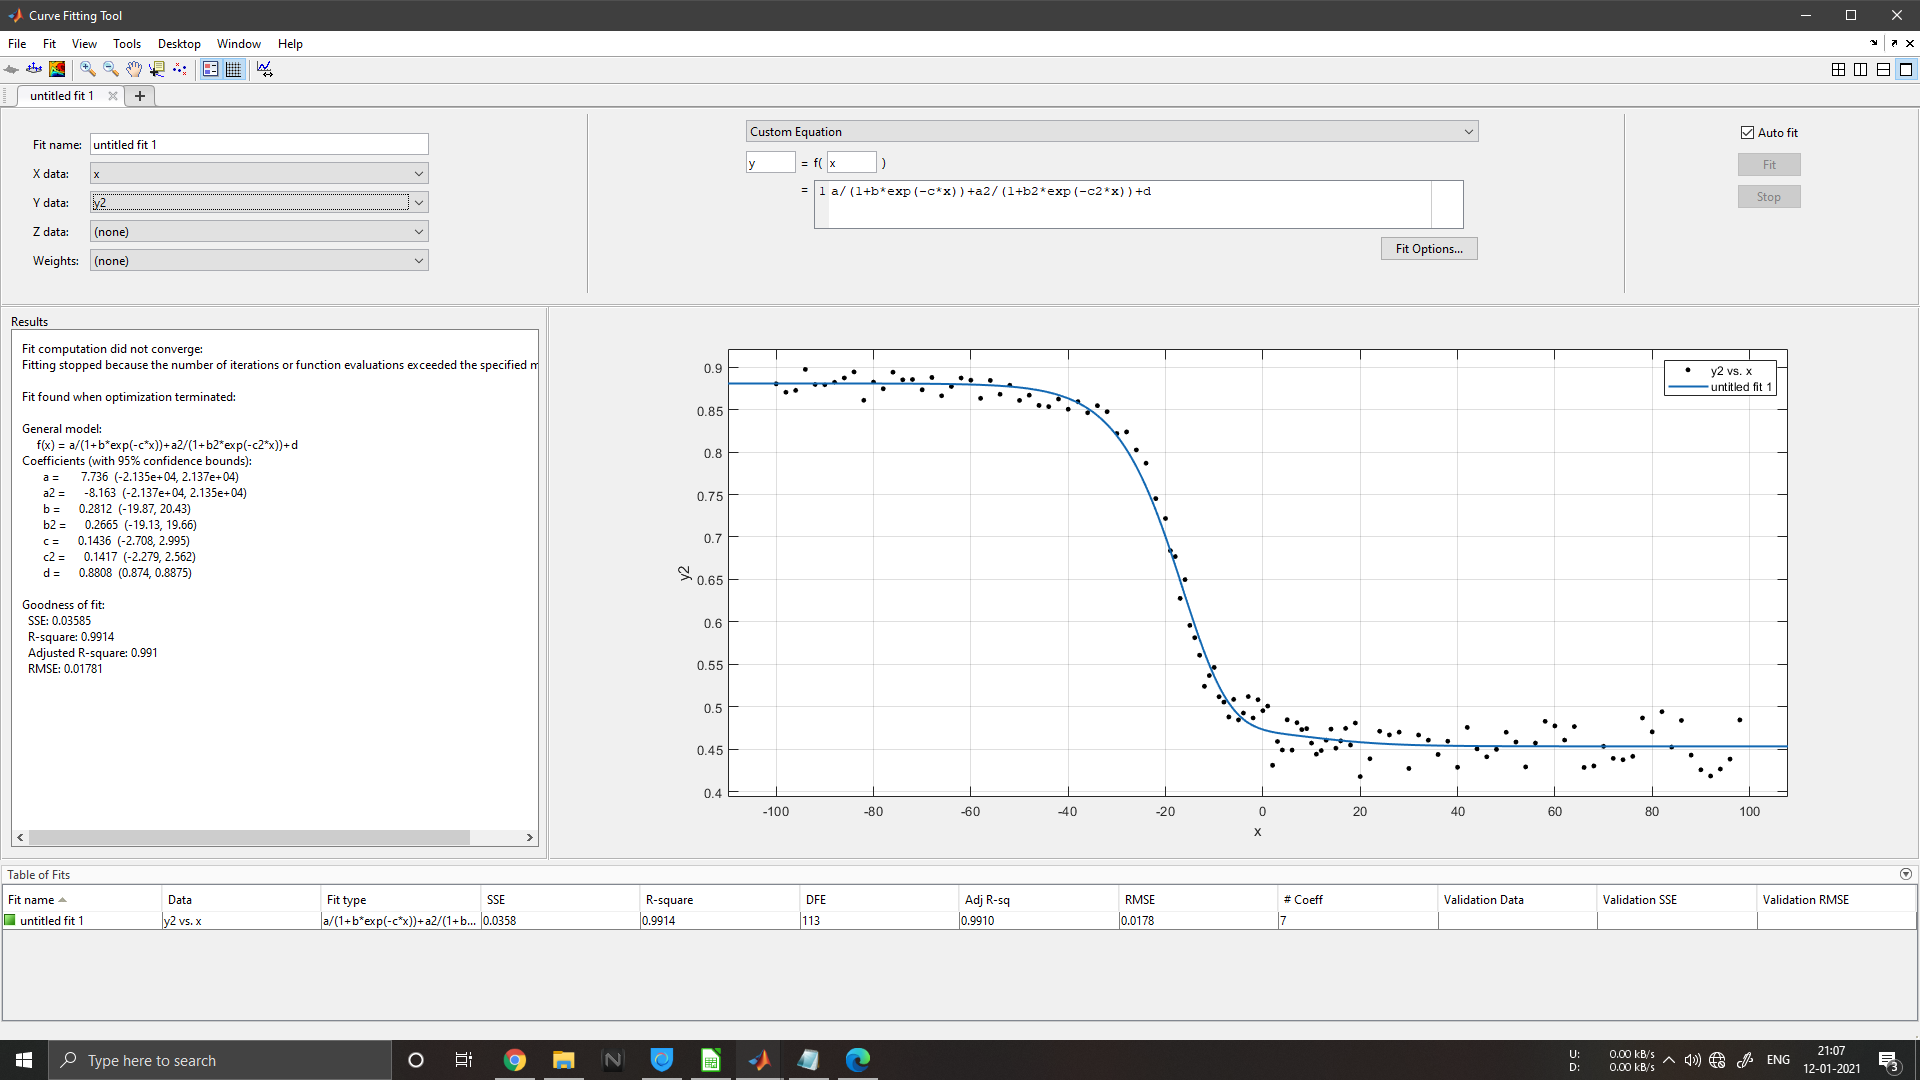 Curve Fitting Tool
File Fit View Tools Desktop Window Help
untitled fit 1
Fit name: untitled fit 1
X data: x
Y data: y2
Z data: (none)
Weights: (none)
Custom Equation
y = f( x )
= 1 a/(1+b*exp(-c*x))+a2/(1+b2*exp(-c2*x))+d
Fit Options...
Auto fit
Fit
Stop
Results
Fit computation did not converge:
Fitting stopped because the number of iterations or function evaluations exceeded the specified m
Fit found when optimization terminated:
General model:
f(x) = a/(1+b*exp(-c*x))+a2/(1+b2*exp(-c2*x))+d
Coefficients (with 95% confidence bounds):
a = 7.736 (-2.135e+04, 2.137e+04)
a2 = -8.163 (-2.137e+04, 2.135e+04)
b = 0.2812 (-19.87, 20.43)
b2 = 0.2665 (-19.13, 19.66)
c = 0.1436 (-2.708, 2.995)
c2 = 0.1417 (-2.279, 2.562)
d = 0.8808 (0.874, 0.8875)
Goodness of fit:
SSE: 0.03585
R-square: 0.9914
Adjusted R-square: 0.991
RMSE: 0.01781
0.9
0.85
0.8
0.75
0.7
0.65
0.6
0.55
0.5
0.45
0.4
y2
-100 -80 -60 -40 -20 0 20 40 60 80 100
x
y2 vs. x
untitled fit 1
Table of Fits
Fit name Data Fit type SSE R-square DFE Adj R-sq RMSE # Coeff Validation Data Validation SSE Validation RMSE
untitled fit 1 y2 vs. x a/(1+b*exp(-c*x))+a2/(1+b... 0.0358 0.9914 113 0.9910 0.0178 7
Type here to search
U: 0.00 kB/s
D: 0.00 kB/s
ENG
21:07
12-01-2021
3